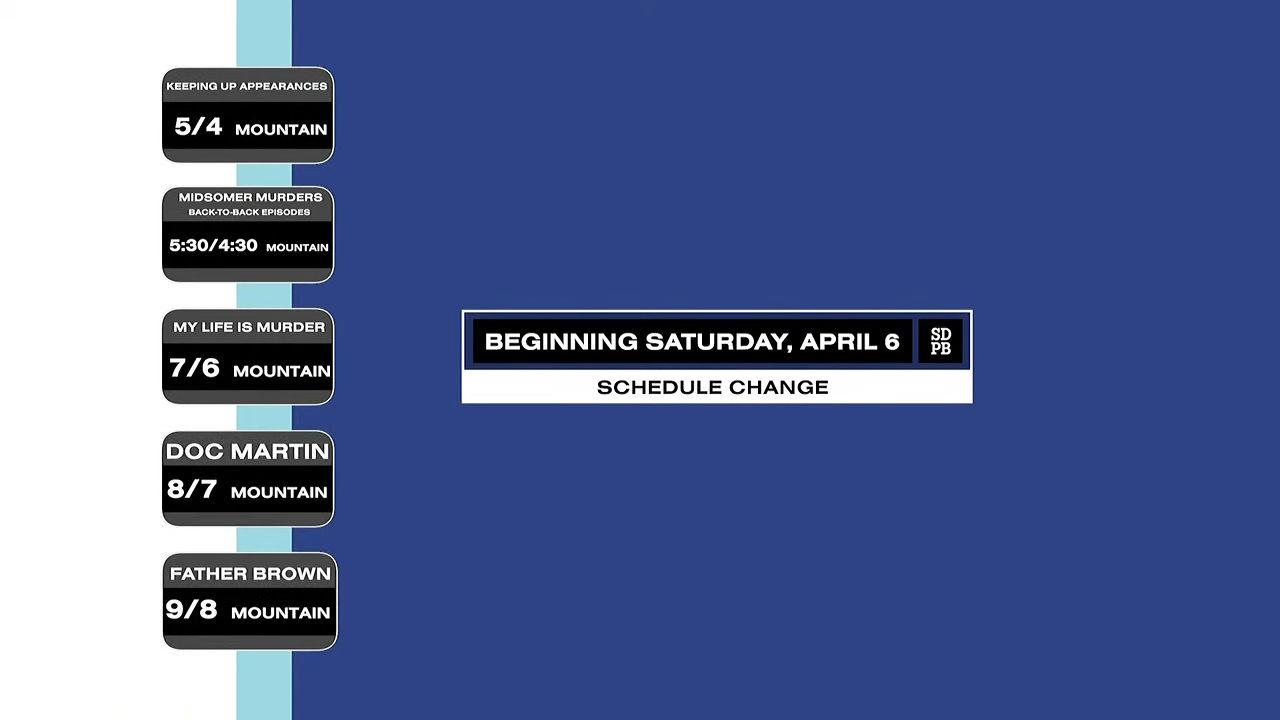 KEEPING UP APPEARANCES
5/4 MOUNTAIN
MIDSOMER MURDERS
BACK-TO-BACK EPISODES
5:30/4:30 MOUNTAIN
MY LIFE IS MURDER
7/6 MOUNTAIN
DOC MARTIN
8/7 MOUNTAIN
FATHER BROWN
9/8 MOUNTAIN
BEGINNING SATURDAY, APRIL 6
SD
PB
SCHEDULE CHANGE